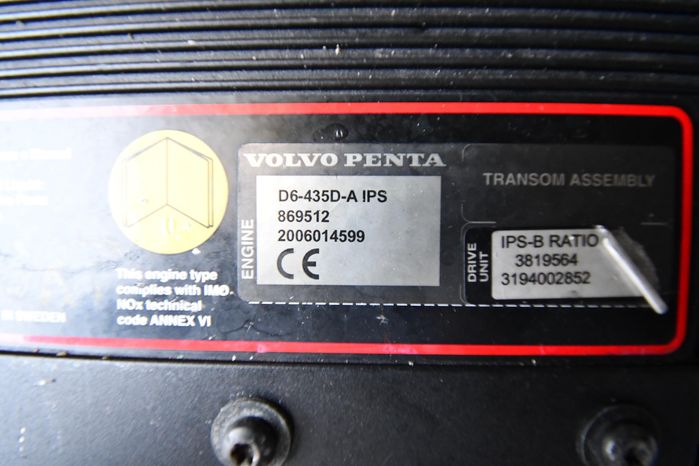 VOLVO PENTA
ENGINE
D6-435D-A IPS
869512
2006014599
CE
TRANSOM ASSEMBLY
DRIVE
UNIT
IPS-B RATIO
3819564
3194002852
This engine type
complies with IMO
NOx technical
code ANNEX VI
IN SWEDEN